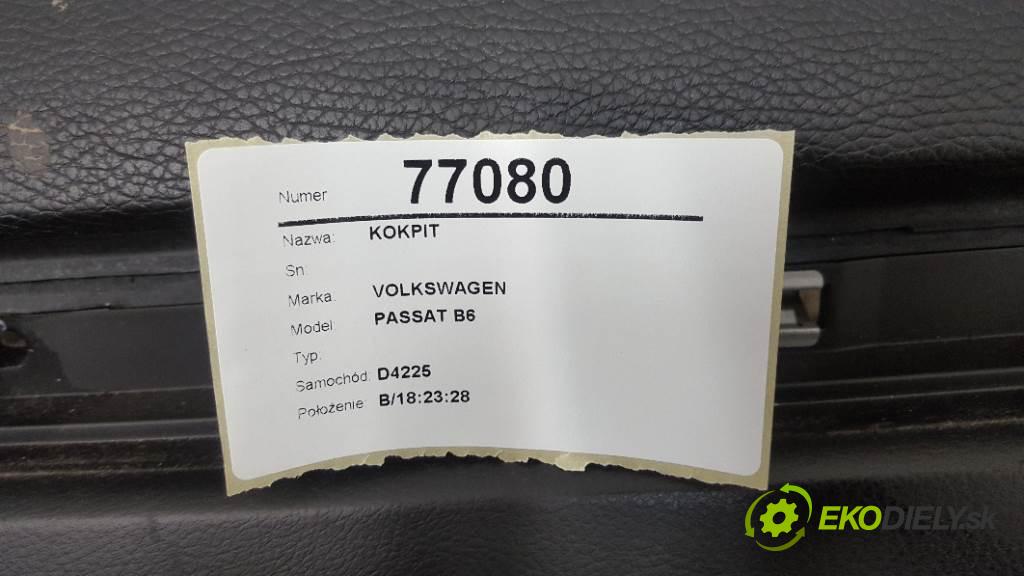 Numer 77080
Nazwa: KOKPIT
Sn
Marka. VOLKSWAGEN
Model: PASSAT B6
Typ.
Samochód: D4225
Położenie: B/18:23:28
EKODIELY.sk